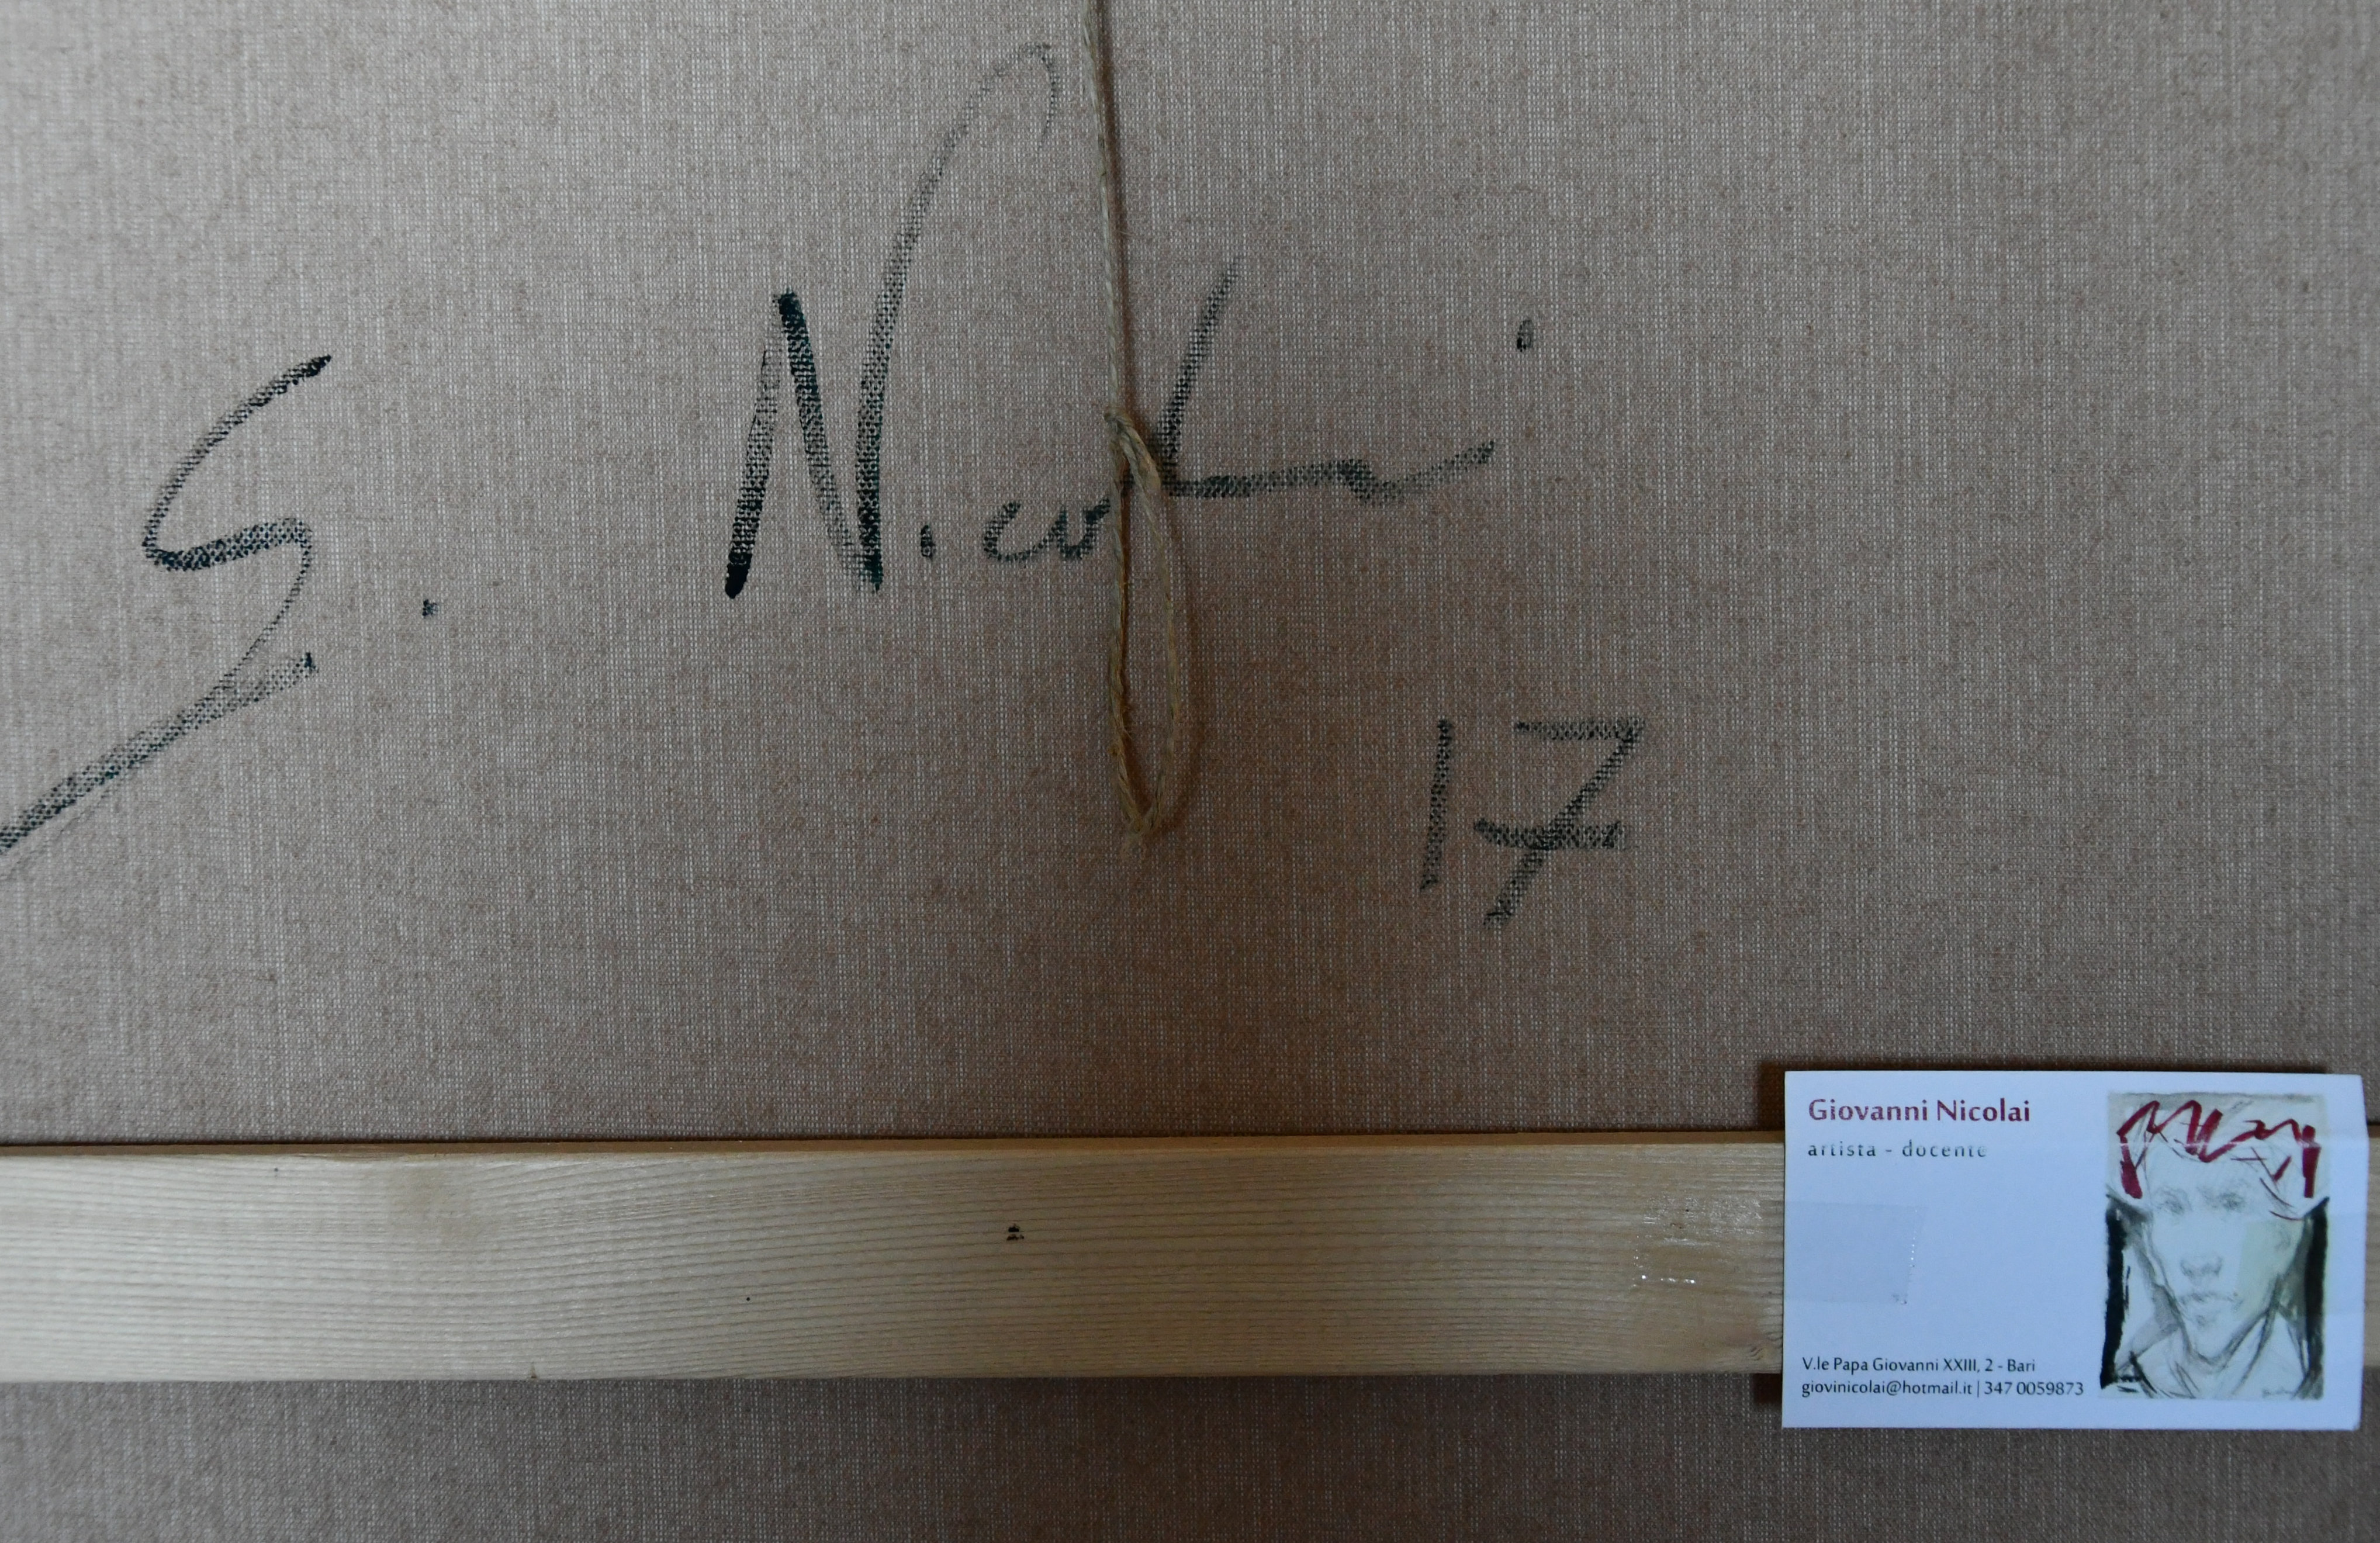 G. Nicolai
17
Giovanni Nicolai
artista - docente
V.le Papa Giovanni XXIII, 2 - Bari
giovinicolai@hotmail.it | 347 0059873